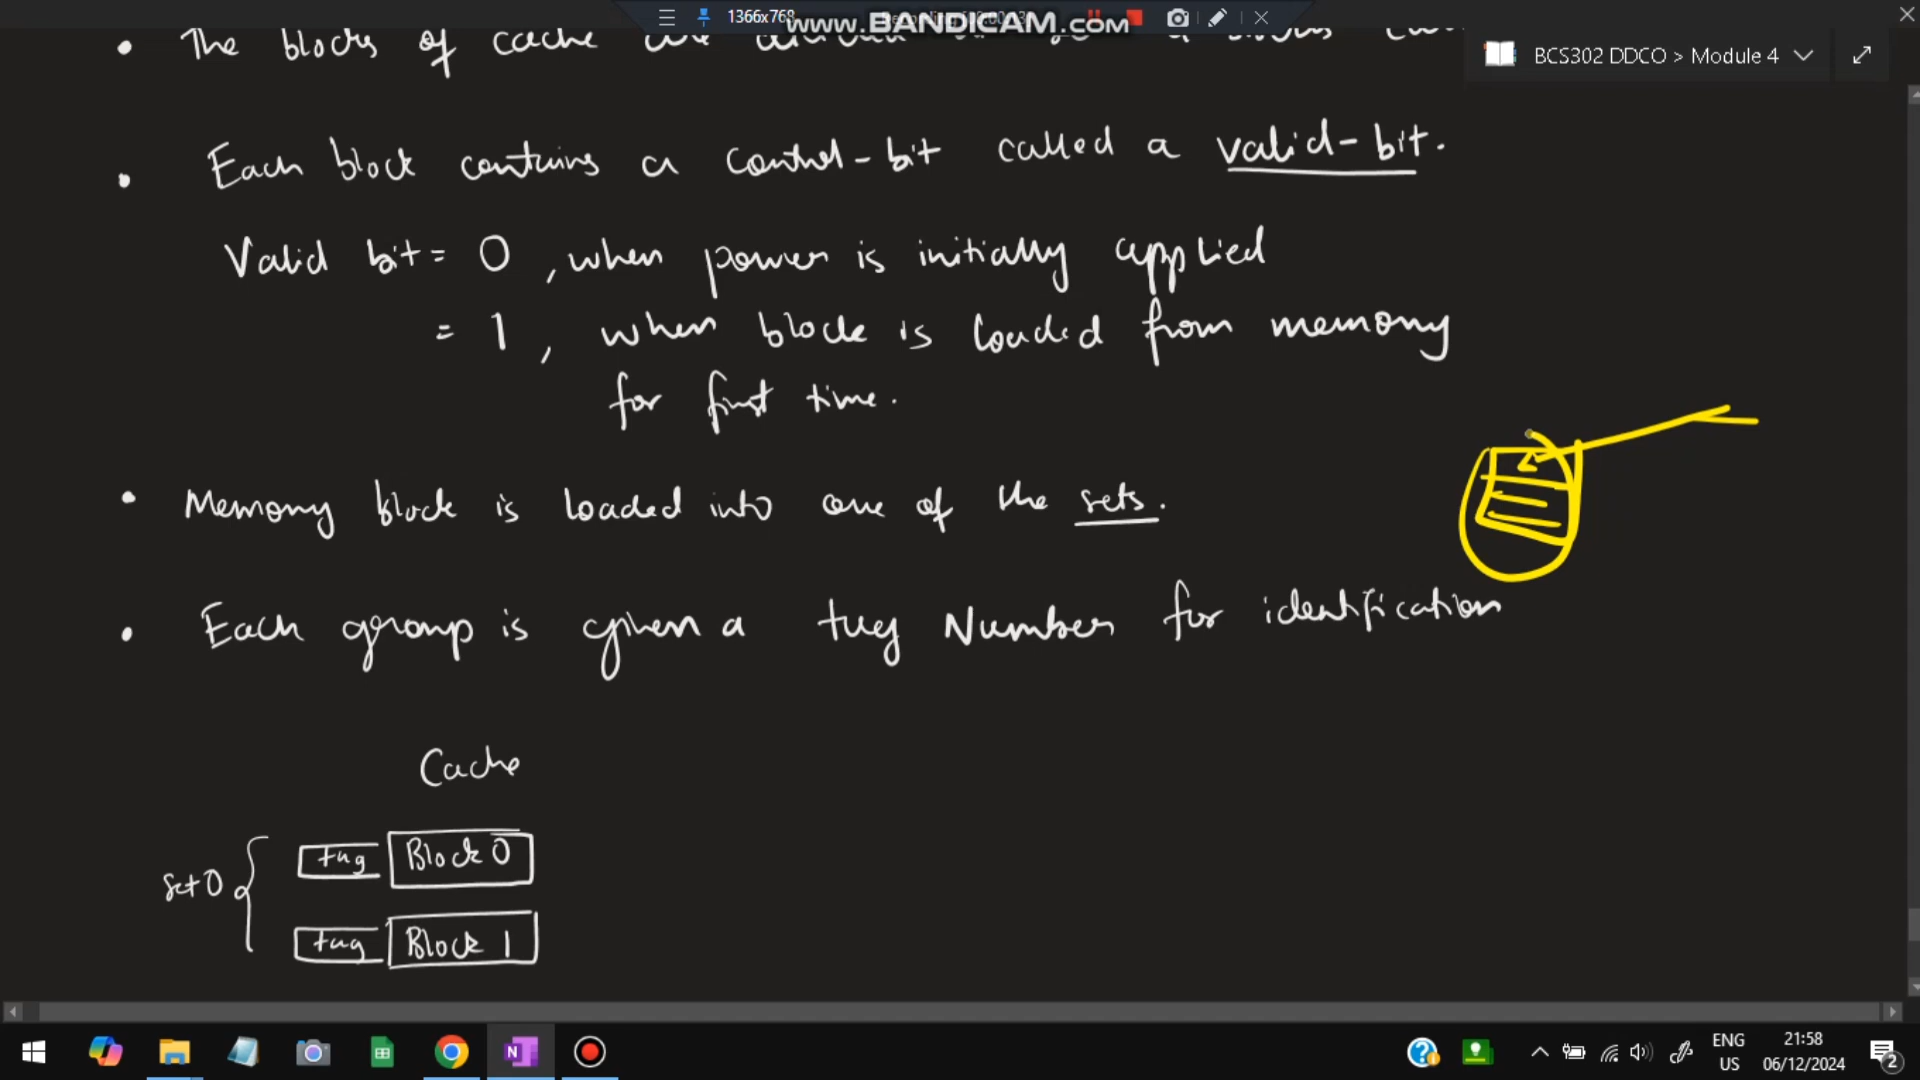 1366x768
www.BANDICAM.com
• The blocks of cache are
BCS302 DDCO > Module 4
• Each block contains a control-bit called a valid-bit.
Valid bit = 0 , when power is initially applied
= 1 , when block is loaded from memory
for first time.
• Memory block is loaded into one of the sets.
• Each group is given a tag Number for identification
Cache
set 0 { tag Block 0
tag Block 1
ENG
US
21:58
06/12/2024
2